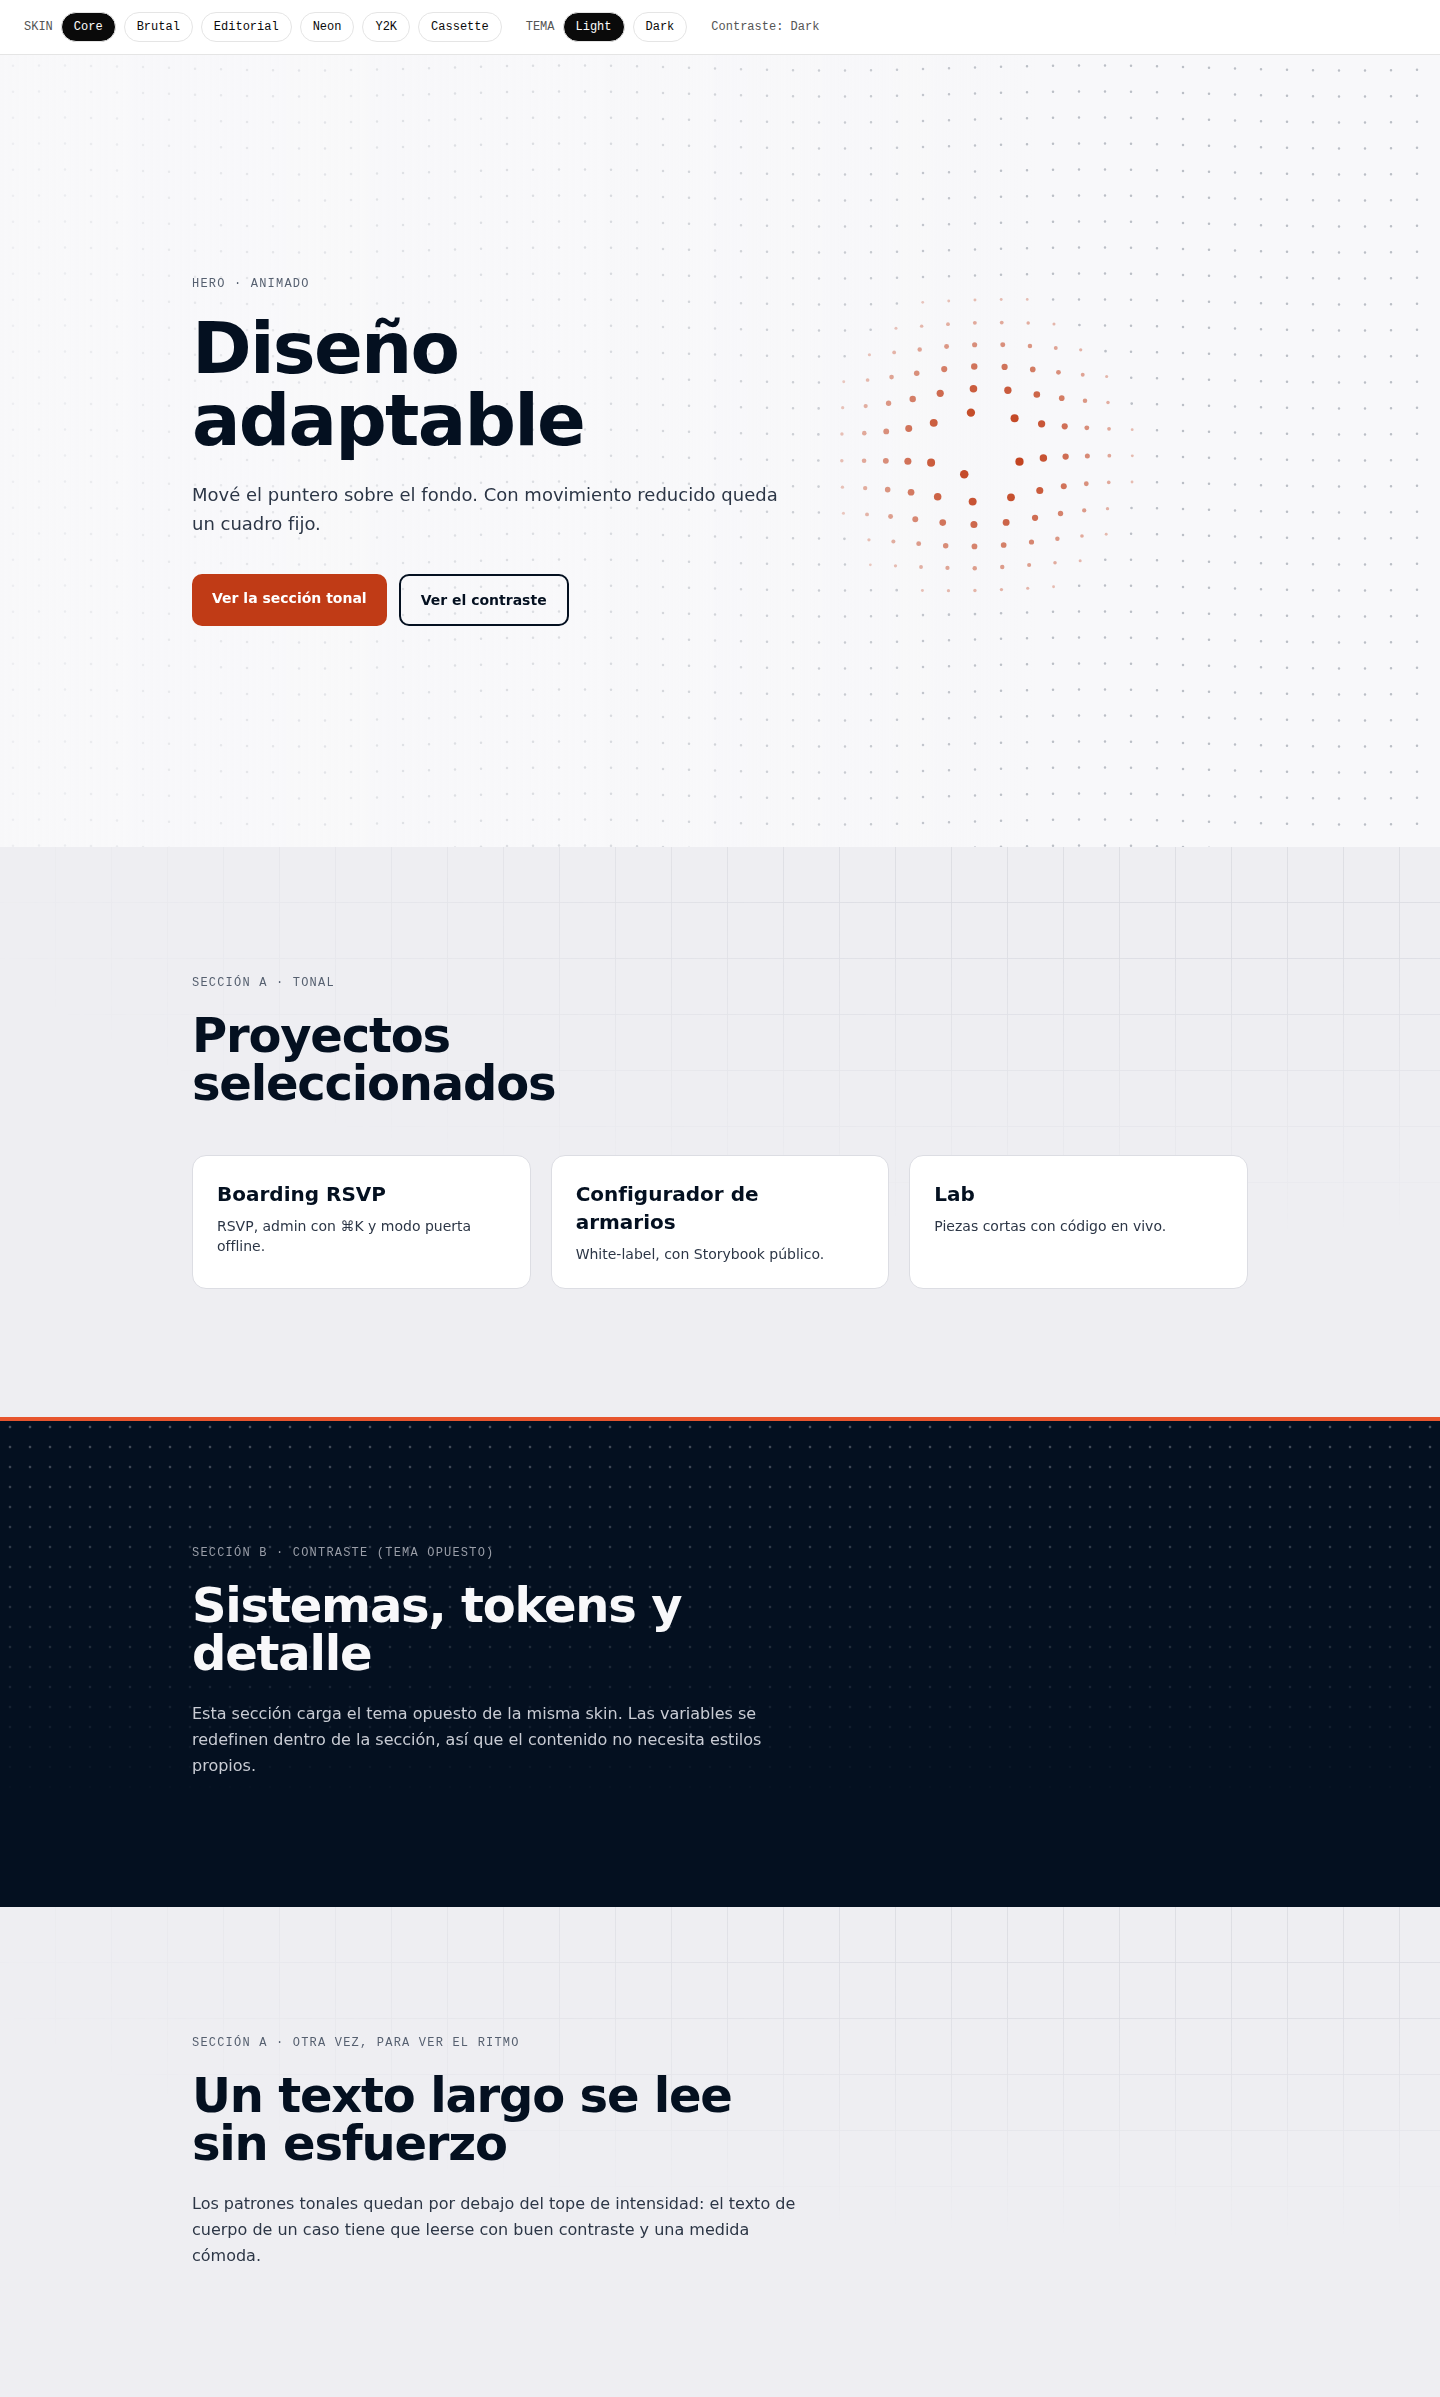 SKIN Core Brutal Editorial Neon Y2K Cassette TEMA Light Dark Contraste: Dark
HERO · ANIMADO
Diseño
adaptable
Mové el puntero sobre el fondo. Con movimiento reducido queda
un cuadro fijo.
Ver la sección tonal Ver el contraste
SECCIÓN A · TONAL
Proyectos
seleccionados
Boarding RSVP
RSVP, admin con ⌘K y modo puerta
offline.
Configurador de
armarios
White-label, con Storybook público.
Lab
Piezas cortas con código en vivo.
SECCIÓN B · CONTRASTE (TEMA OPUESTO)
Sistemas, tokens y
detalle
Esta sección carga el tema opuesto de la misma skin. Las variables se
redefinen dentro de la sección, así que el contenido no necesita estilos
propios.
SECCIÓN A · OTRA VEZ, PARA VER EL RITMO
Un texto largo se lee
sin esfuerzo
Los patrones tonales quedan por debajo del tope de intensidad: el texto de
cuerpo de un caso tiene que leerse con buen contraste y una medida
cómoda.